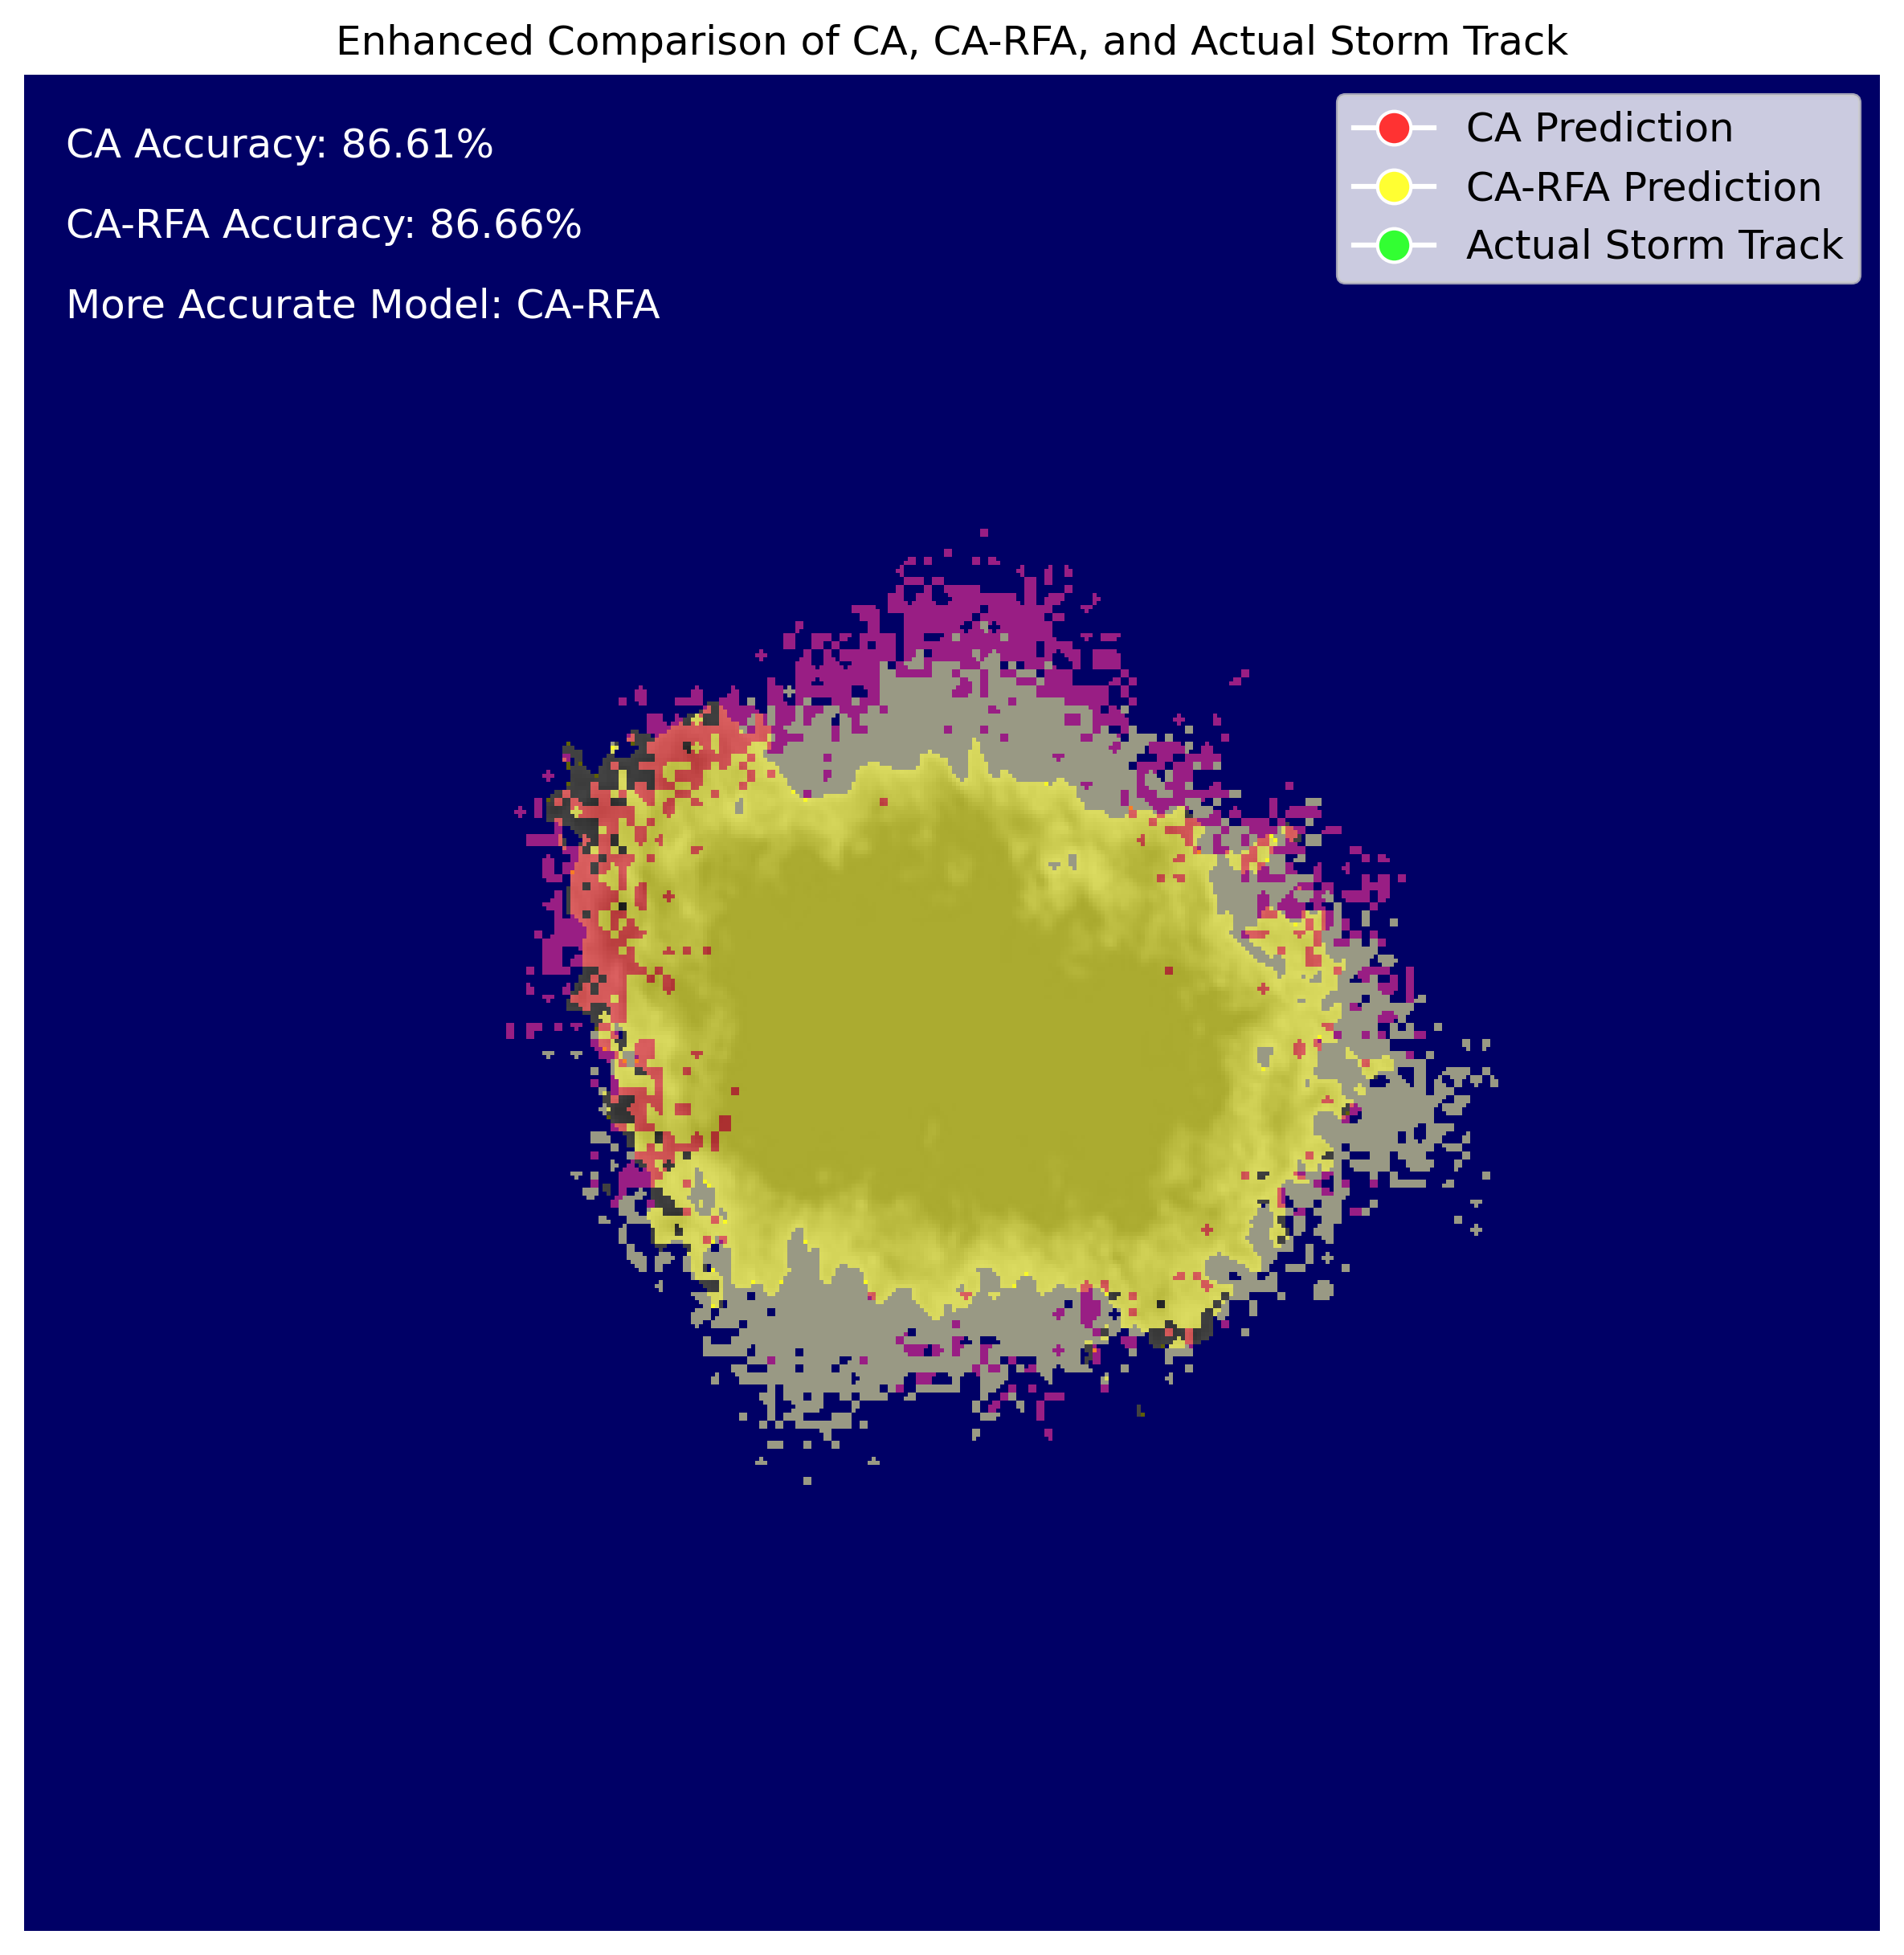 Enhanced Comparison of CA, CA-RFA, and Actual Storm Track
CA Accuracy: 86.61%
CA-RFA Accuracy: 86.66%
More Accurate Model: CA-RFA
CA Prediction
CA-RFA Prediction
Actual Storm Track